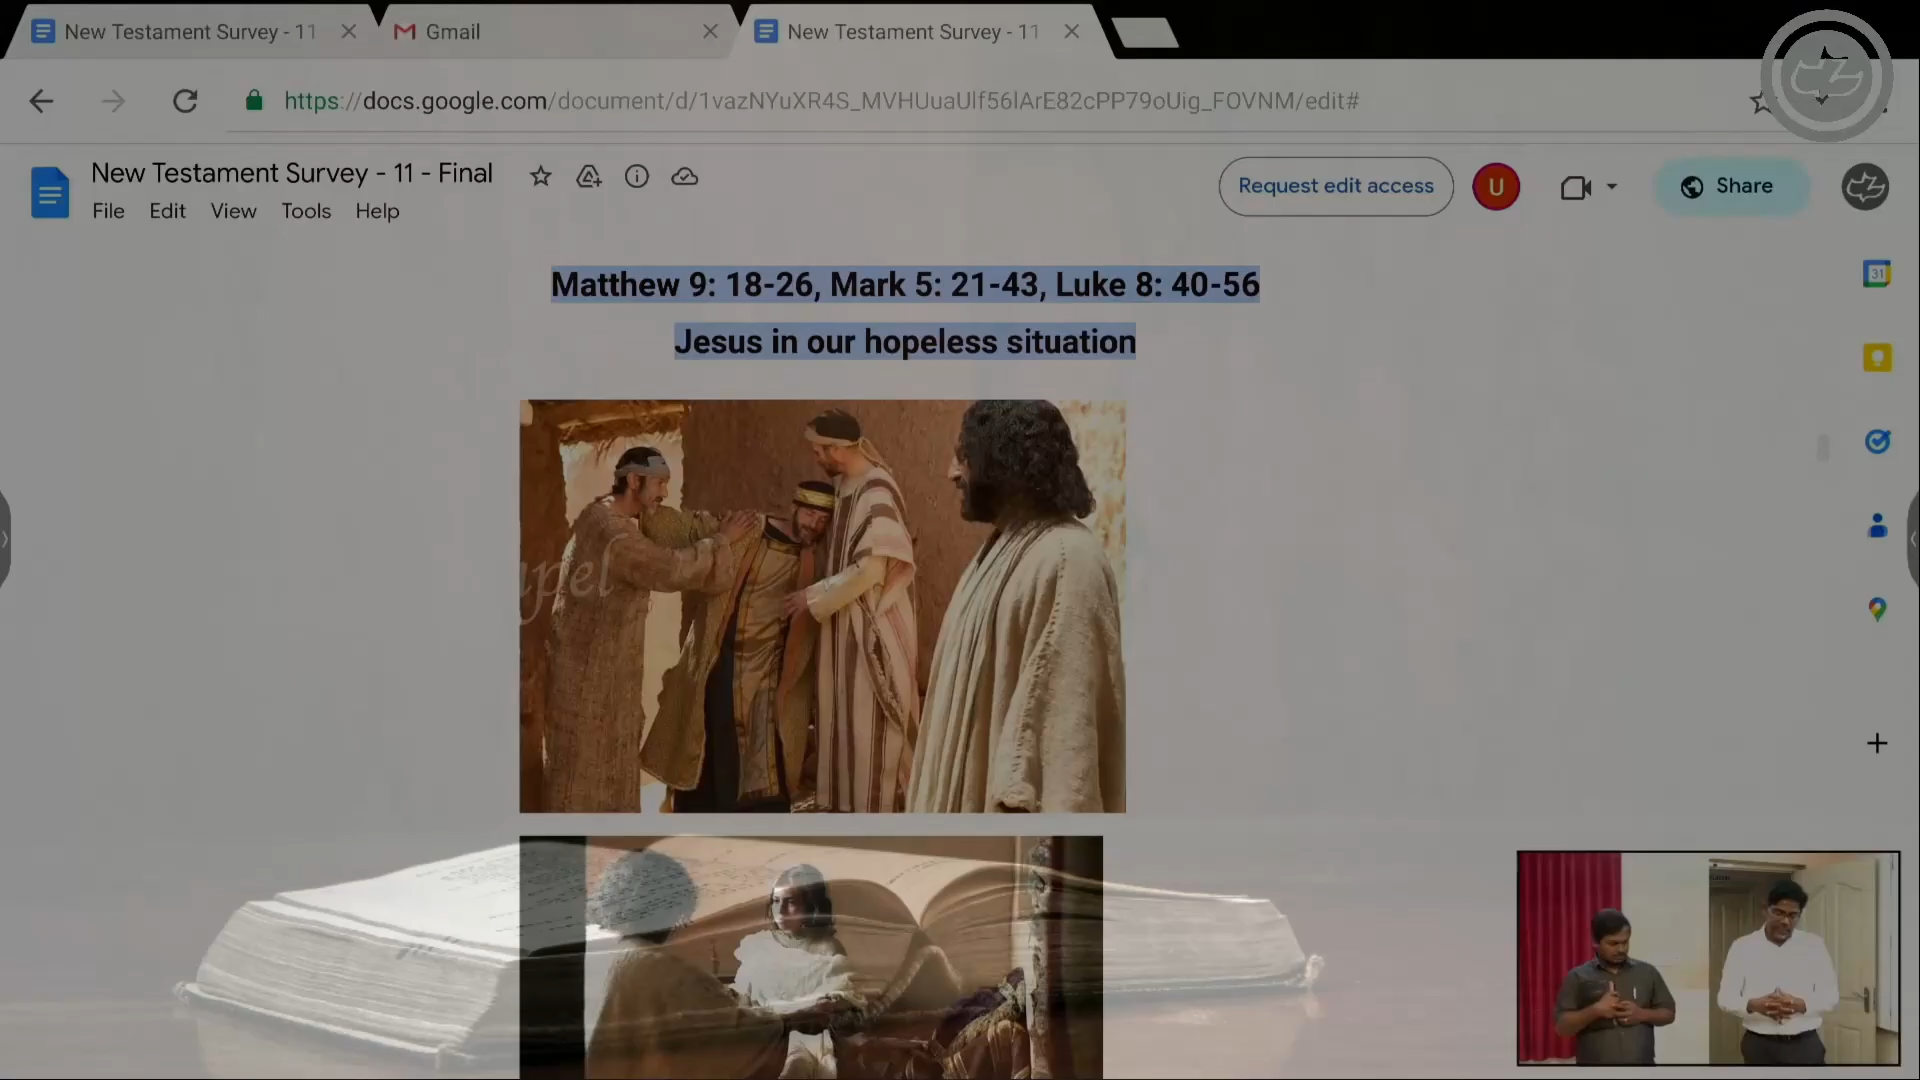 New Testament Survey - 11
Gmail
New Testament Survey - 11
https://docs.google.com/document/d/1vazNYuXR4S_MVHUuaUlf56lArE82cPP79oUig_FOVNM/edit#
New Testament Survey - 11 - Final
File Edit View Tools Help
Request edit access
U
Share
31
Matthew 9: 18-26, Mark 5: 21-43, Luke 8: 40-56
Jesus in our hopeless situation
apel